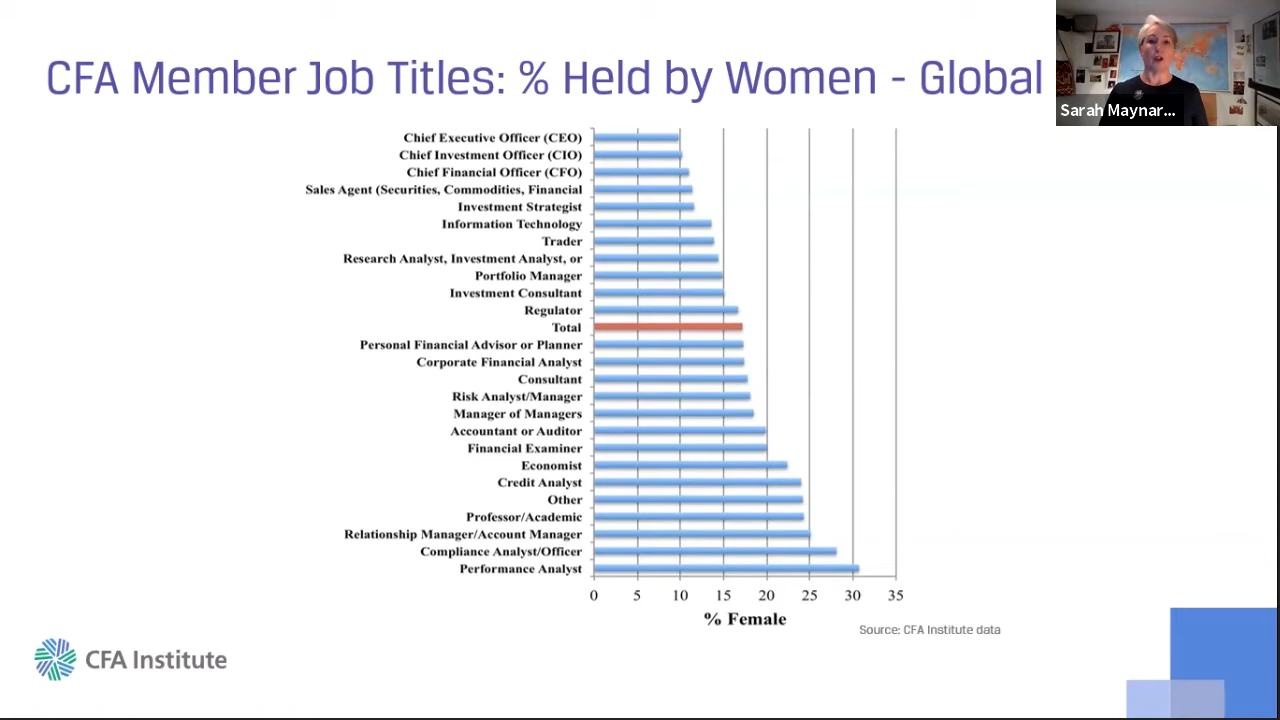 CFA Member Job Titles: % Held by Women - Global
Sarah Maynar...
Chief Executive Officer (CEO)
Chief Investment Officer (CIO)
Chief Financial Officer (CFO)
Sales Agent (Securities, Commodities, Financial
Investment Strategist
Information Technology
Trader
Research Analyst, Investment Analyst, or
Portfolio Manager
Investment Consultant
Regulator
Total
Personal Financial Advisor or Planner
Corporate Financial Analyst
Consultant
Risk Analyst/Manager
Manager of Managers
Accountant or Auditor
Financial Examiner
Economist
Credit Analyst
Other
Professor/Academic
Relationship Manager/Account Manager
Compliance Analyst/Officer
Performance Analyst
0 5 10 15 20 25 30 35
% Female
Source: CFA Institute data
CFA Institute